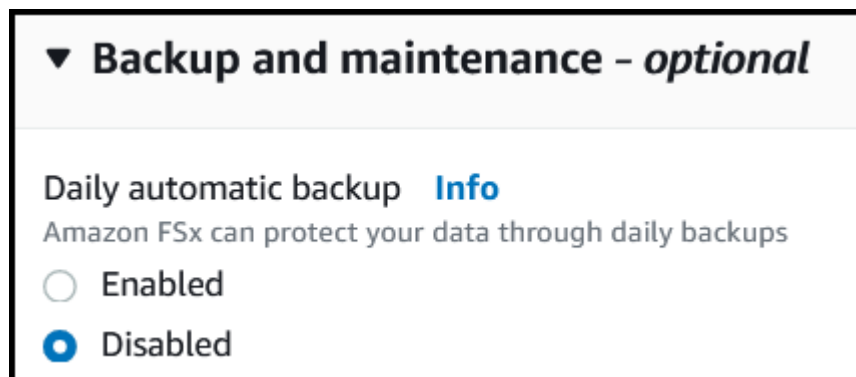 Backup and maintenance - optional
Daily automatic backup Info
Amazon FSx can protect your data through daily backups
Enabled
Disabled